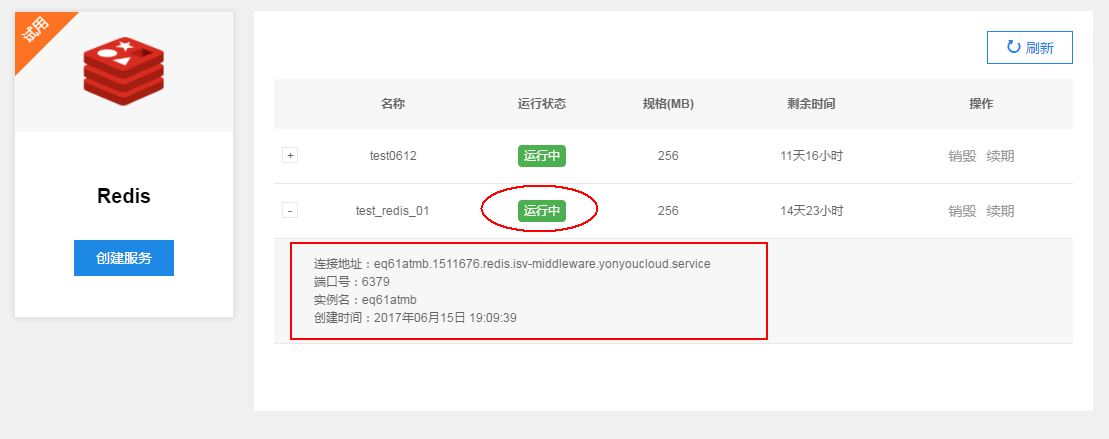 试用
Redis
创建服务
刷新
名称 运行状态 规格(MB) 剩余时间 操作
+ test0612 运行中 256 11天16小时 销毁 续期
- test_redis_01 运行中 256 14天23小时 销毁 续期
连接地址：eq61atmb.1511676.redis.isv-middleware.yonyoucloud.service
端口号：6379
实例名：eq61atmb
创建时间：2017年06月15日 19:09:39